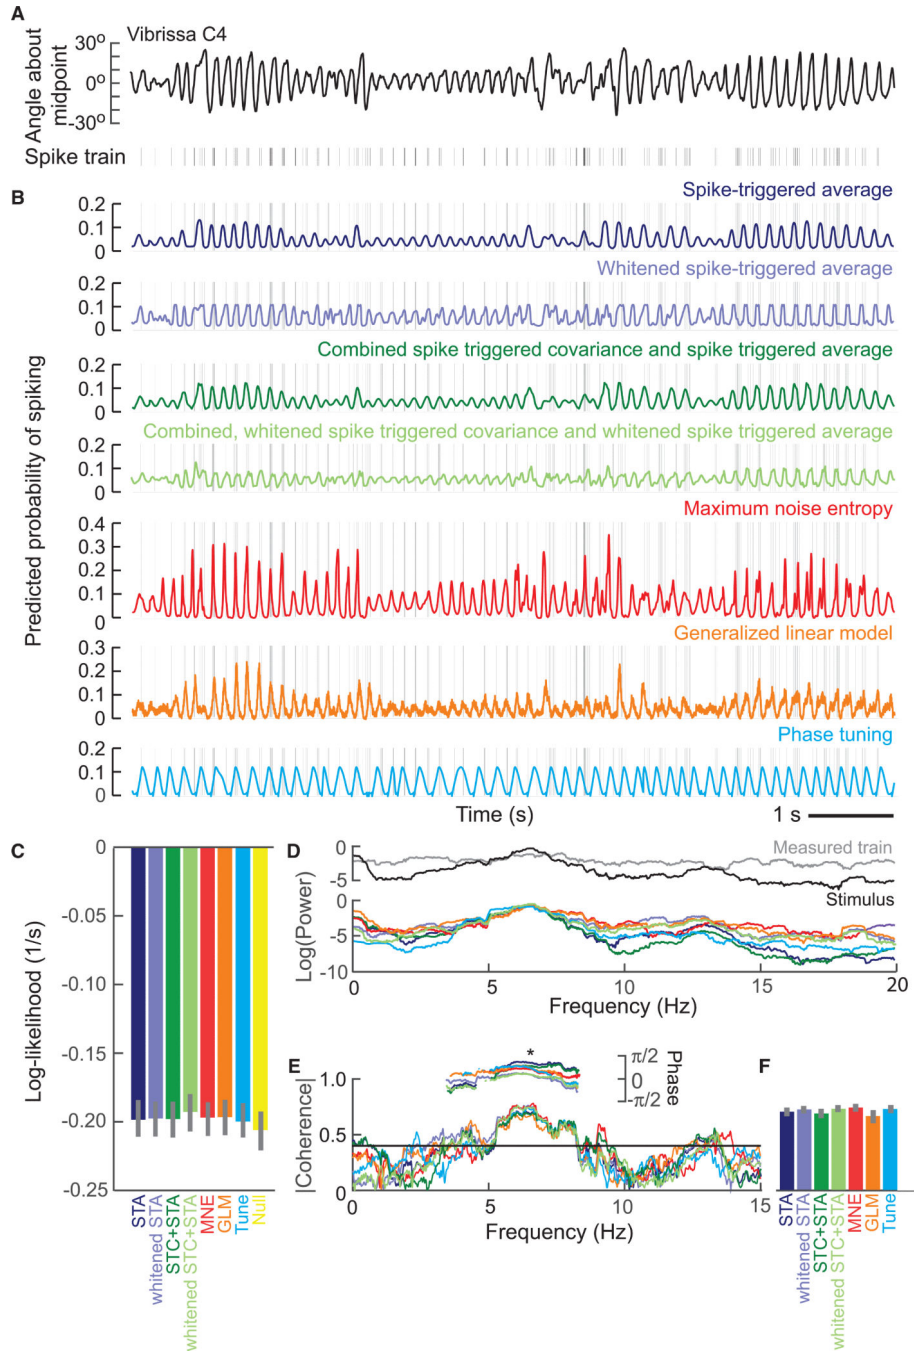 A
Vibrissa C4
Angle about
midpoint
30º
0º
-30º
Spike train
B
Predicted probability of spiking
Spike-triggered average
0.2
0.1
0
Whitened spike-triggered average
0.2
0.1
0
Combined spike triggered covariance and spike triggered average
0.2
0.1
0
Combined, whitened spike triggered covariance and whitened spike triggered average
0.2
0.1
0
Maximum noise entropy
0.4
0.3
0.2
0.1
0
Generalized linear model
0.3
0.2
0.1
0
Phase tuning
0.2
0.1
0
Time (s)
1 s
C
Log-likelihood (1/s)
0
-0.05
-0.10
-0.15
-0.20
-0.25
STA
whitened STA
STC+STA
whitened STC+STA
MNE
GLM
Tune
Null
D
Log(Power)
0
-5
Measured train
Stimulus
0
-5
-10
0
5
10
15
20
Frequency (Hz)
E
*
π/2
0
-π/2
Phase
|Coherence|
1.0
0.5
0
0
5
10
15
Frequency (Hz)
F
STA
whitened STA
STC+STA
whitened STC+STA
MNE
GLM
Tune